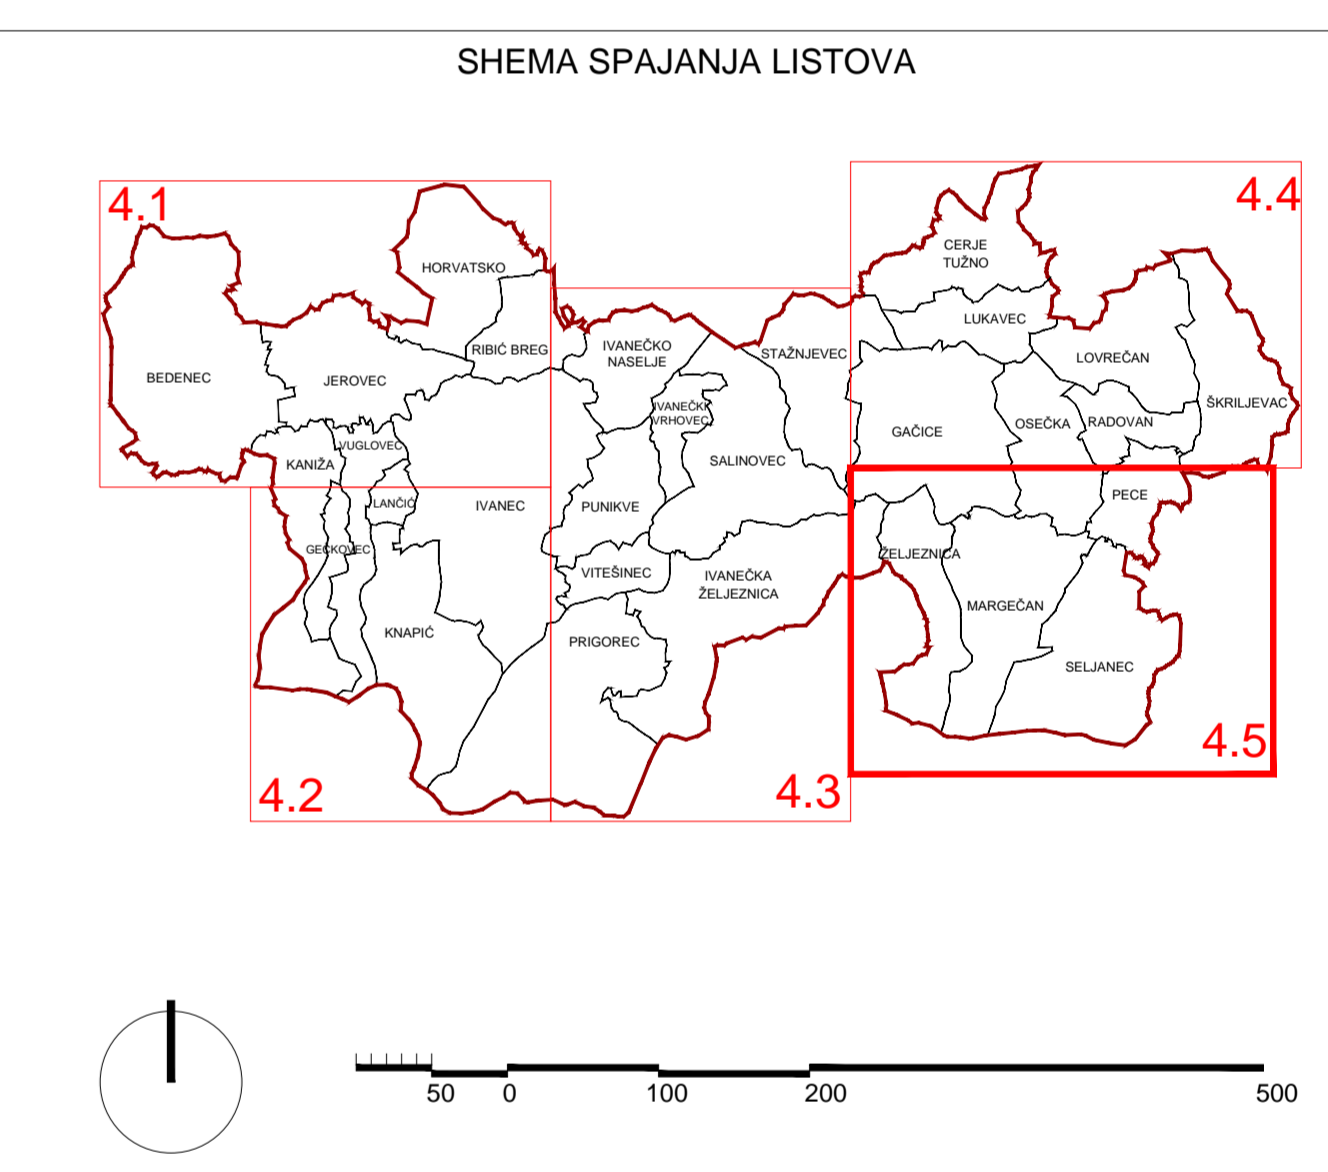 SHEMA SPAJANJA LISTOVA
4.1
4.4
CERJE
TUŽNO
HORVATSKO
LUKAVEC
RIBIĆ BREG
IVANEČKO
NASELJE
STAŽNJEVEC
LOVREČAN
BEDENEC
JEROVEC
IVANEČKI
VRHOVEC
ŠKRILJEVAC
GAČICE
OSEČKA
RADOVAN
VUGLOVEC
KANIŽA
SALINOVEC
LANČIĆ
IVANEC
PUNIKVE
PECE
GEČKOVEC
ŽELJEZNICA
VITEŠINEC
IVANEČKA
ŽELJEZNICA
MARGEČAN
KNAPIĆ
PRIGOREC
SELJANEC
4.5
4.2
4.3
50 0 100 200 500